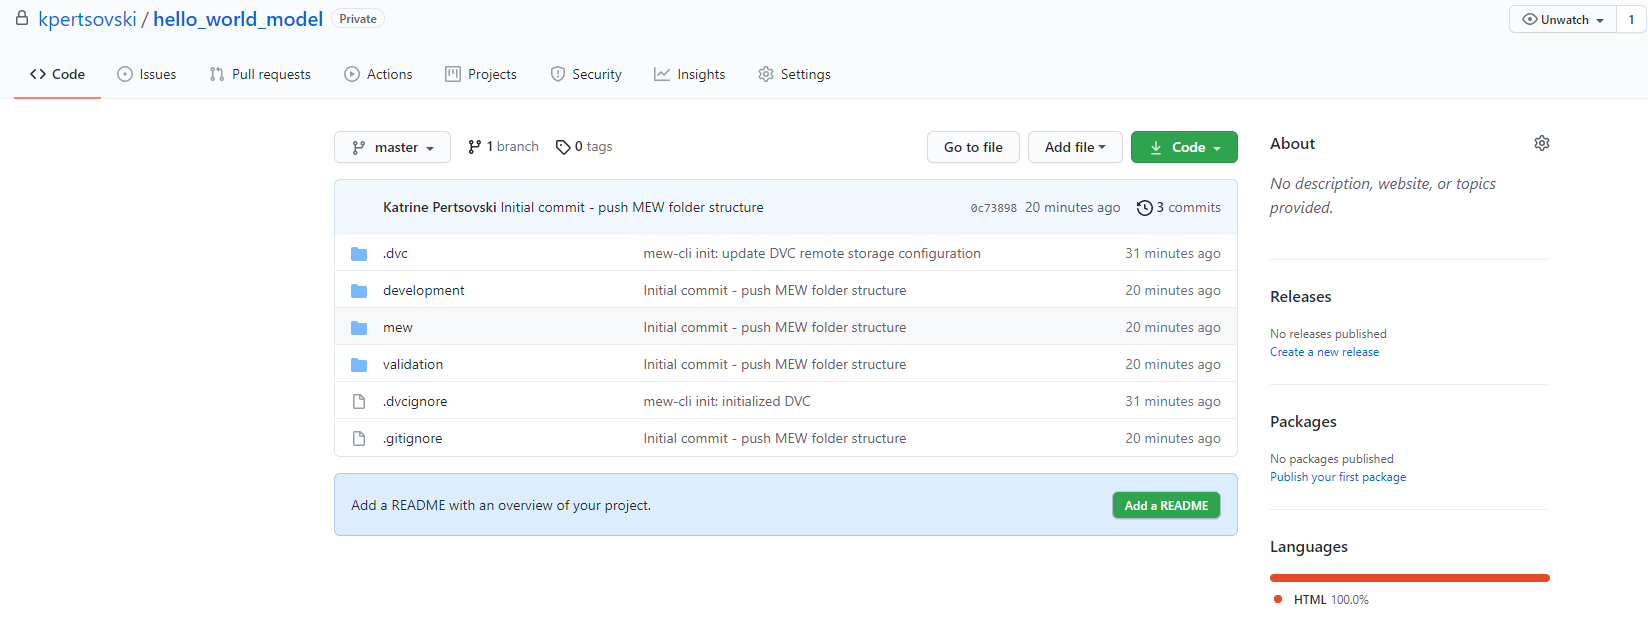 kpertsovski / hello_world_model Private Unwatch 1
Code Issues Pull requests Actions Projects Security Insights Settings
master 1 branch 0 tags Go to file Add file Code
Katrine Pertsovski Initial commit - push MEW folder structure 0c73898 20 minutes ago 3 commits
.dvc mew-cli init: update DVC remote storage configuration 31 minutes ago
development Initial commit - push MEW folder structure 20 minutes ago
mew Initial commit - push MEW folder structure 20 minutes ago
validation Initial commit - push MEW folder structure 20 minutes ago
.dvcignore mew-cli init: initialized DVC 31 minutes ago
.gitignore Initial commit - push MEW folder structure 20 minutes ago
Add a README with an overview of your project. Add a README
About
No description, website, or topics
provided.
Releases
No releases published
Create a new release
Packages
No packages published
Publish your first package
Languages
HTML 100.0%